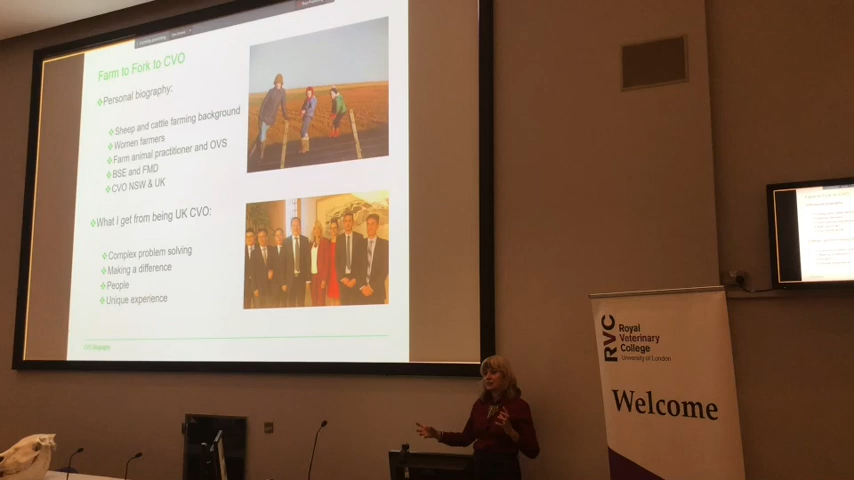 Farm to Fork to CVO
❖Personal biography:
❖Sheep and cattle farming background
❖Women farmers
❖Farm animal practitioner and OVS
❖BSE and FMD
❖CVO NSW & UK
❖What I get from being UK CVO:
❖Complex problem solving
❖Making a difference
❖People
❖Unique experience
RVC
Royal
Veterinary
College
University of London
Welcome